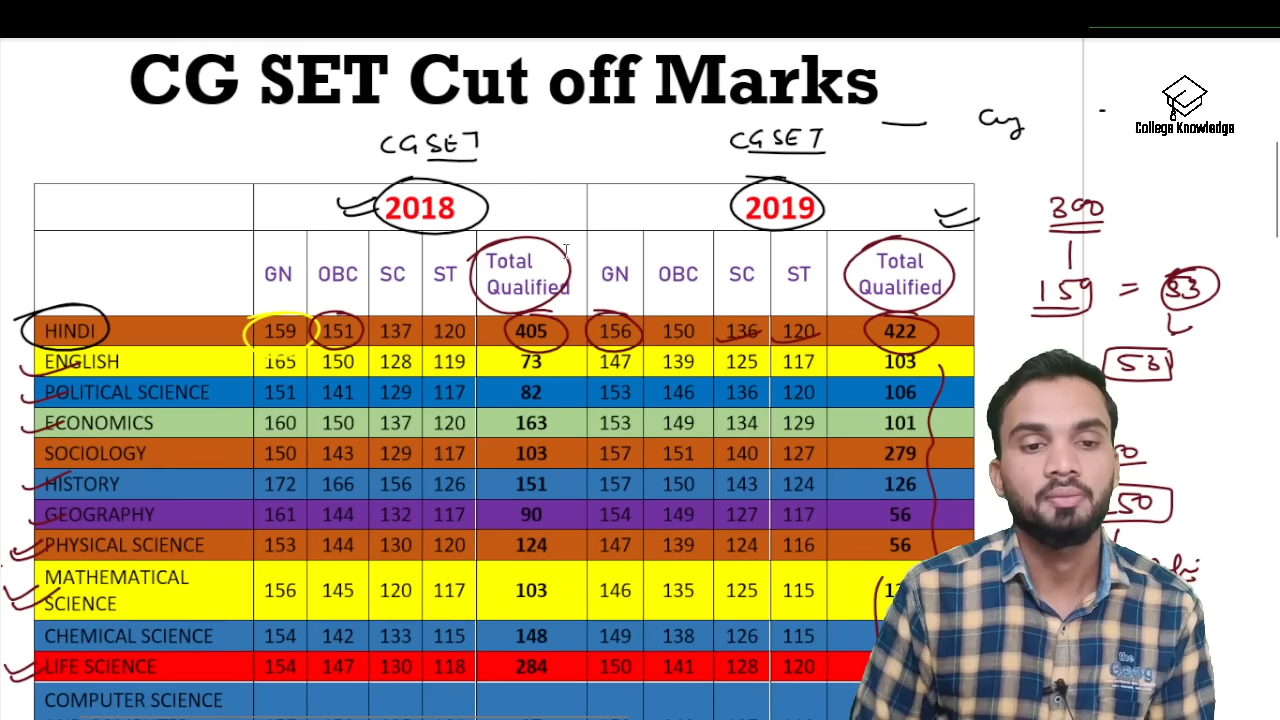 CG SET Cut off Marks
College Knowledge
CG SET CG SET
2018 2019
300
GN OBC SC ST Total Qualified GN OBC SC ST Total Qualified
159 = 53
HINDI 159 151 137 120 405 156 150 136 120 422
ENGLISH 165 150 128 119 73 147 139 125 117 103
53
POLITICAL SCIENCE 151 141 129 117 82 153 146 136 120 106
ECONOMICS 160 150 137 120 163 153 149 134 129 101
SOCIOLOGY 150 143 129 117 103 157 151 140 127 279
HISTORY 172 166 156 126 151 157 150 143 124 126
GEOGRAPHY 161 144 132 117 90 154 149 127 117 56
PHYSICAL SCIENCE 153 144 130 120 124 147 139 124 116 56
MATHEMATICAL SCIENCE 156 145 120 117 103 146 135 125 115
CHEMICAL SCIENCE 154 142 133 115 148 149 138 126 115
LIFE SCIENCE 154 147 130 118 284 150 141 128 120
the Gang
COMPUTER SCIENCE